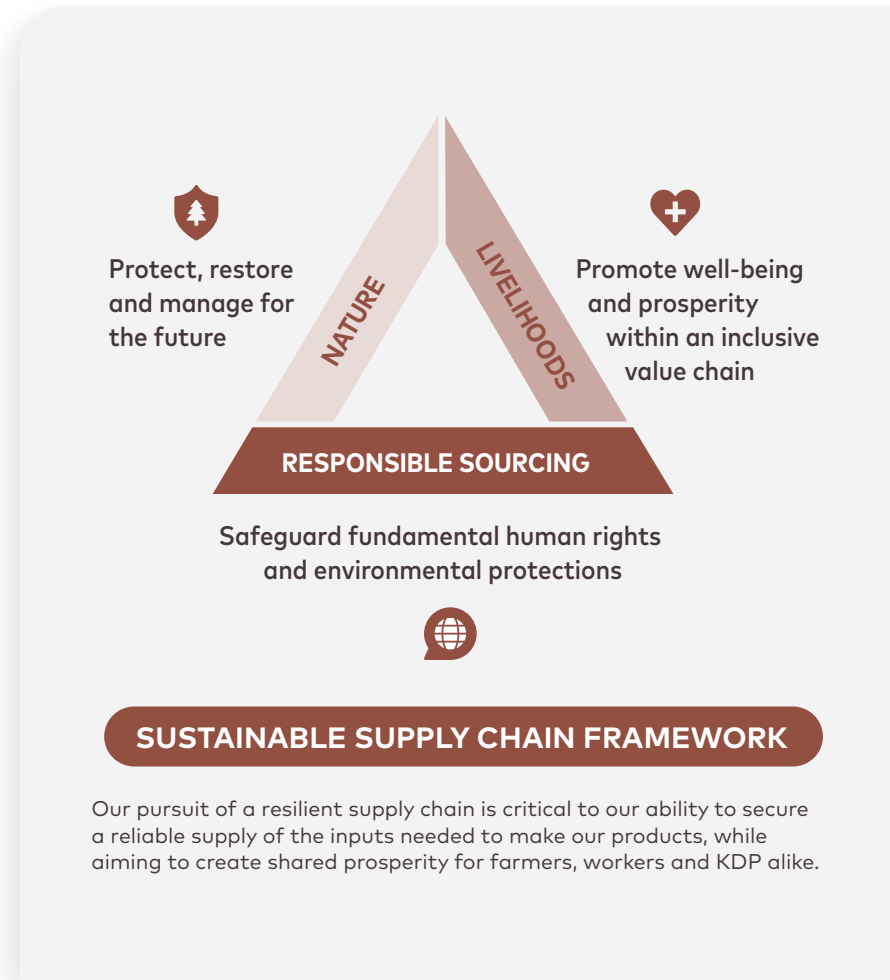 Protect, restore
and manage for
the future
NATURE
LIVELIHOODS
Promote well-being
and prosperity
within an inclusive
value chain
RESPONSIBLE SOURCING
Safeguard fundamental human rights
and environmental protections
SUSTAINABLE SUPPLY CHAIN FRAMEWORK
Our pursuit of a resilient supply chain is critical to our ability to secure
a reliable supply of the inputs needed to make our products, while
aiming to create shared prosperity for farmers, workers and KDP alike.